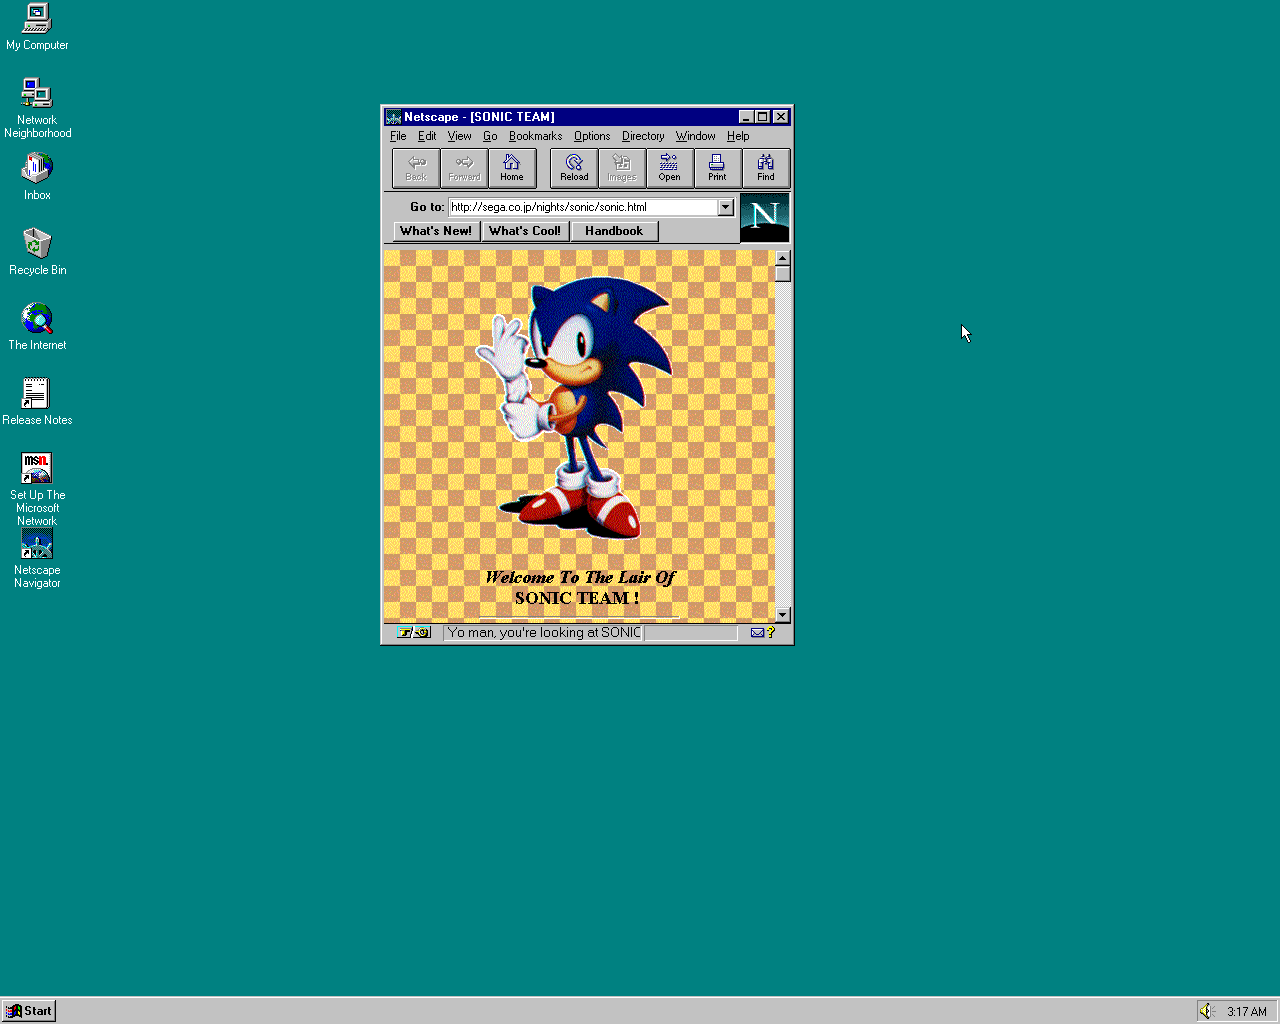 My Computer
Network
Neighborhood
Inbox
Recycle Bin
The Internet
Release Notes
msn.
Set Up The
Microsoft
Network
Netscape
Navigator
Netscape - [SONIC TEAM]
File Edit View Go Bookmarks Options Directory Window Help
Back Forward Home Reload Images Open Print Find
Go to: http://sega.co.jp/nights/sonic/sonic.html
N
What's New! What's Cool! Handbook
Welcome To The Lair Of
SONIC TEAM !
Yo man, you're looking at SONIC
Start
3:17 AM